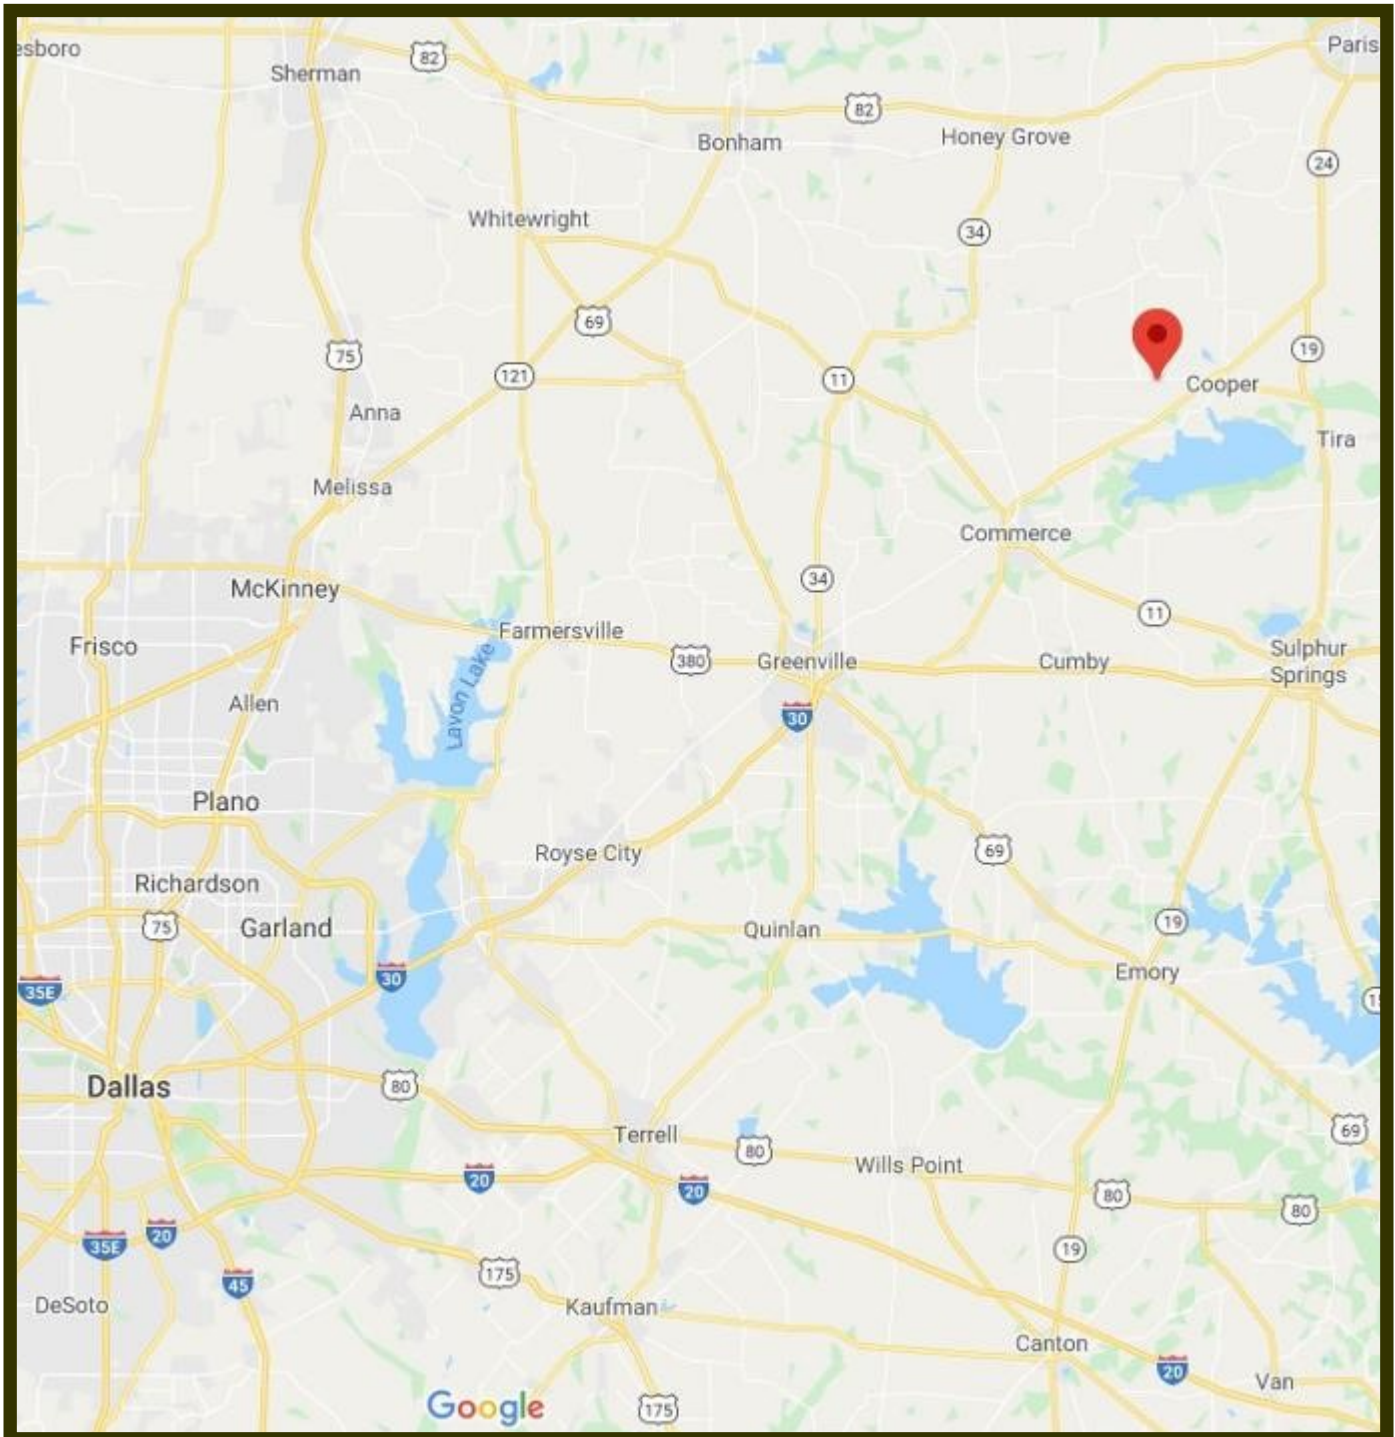 esboro
Sherman
82
Paris
82
Bonham
Honey Grove
24
Whitewright
34
69
75
19
121
11
Cooper
Anna
Tira
Melissa
Commerce
34
McKinney
11
Farmersville
Frisco
380
Greenville
Cumby
Sulphur
Springs
Lavon Lake
Allen
30
Plano
Royse City
69
Richardson
75
Garland
Quinlan
19
Emory
30
35E
15
Dallas
80
Terrell
69
80
Wills Point
20
20
80
80
35E
20
19
175
45
DeSoto
Kaufman
Canton
20
Van
Google
175